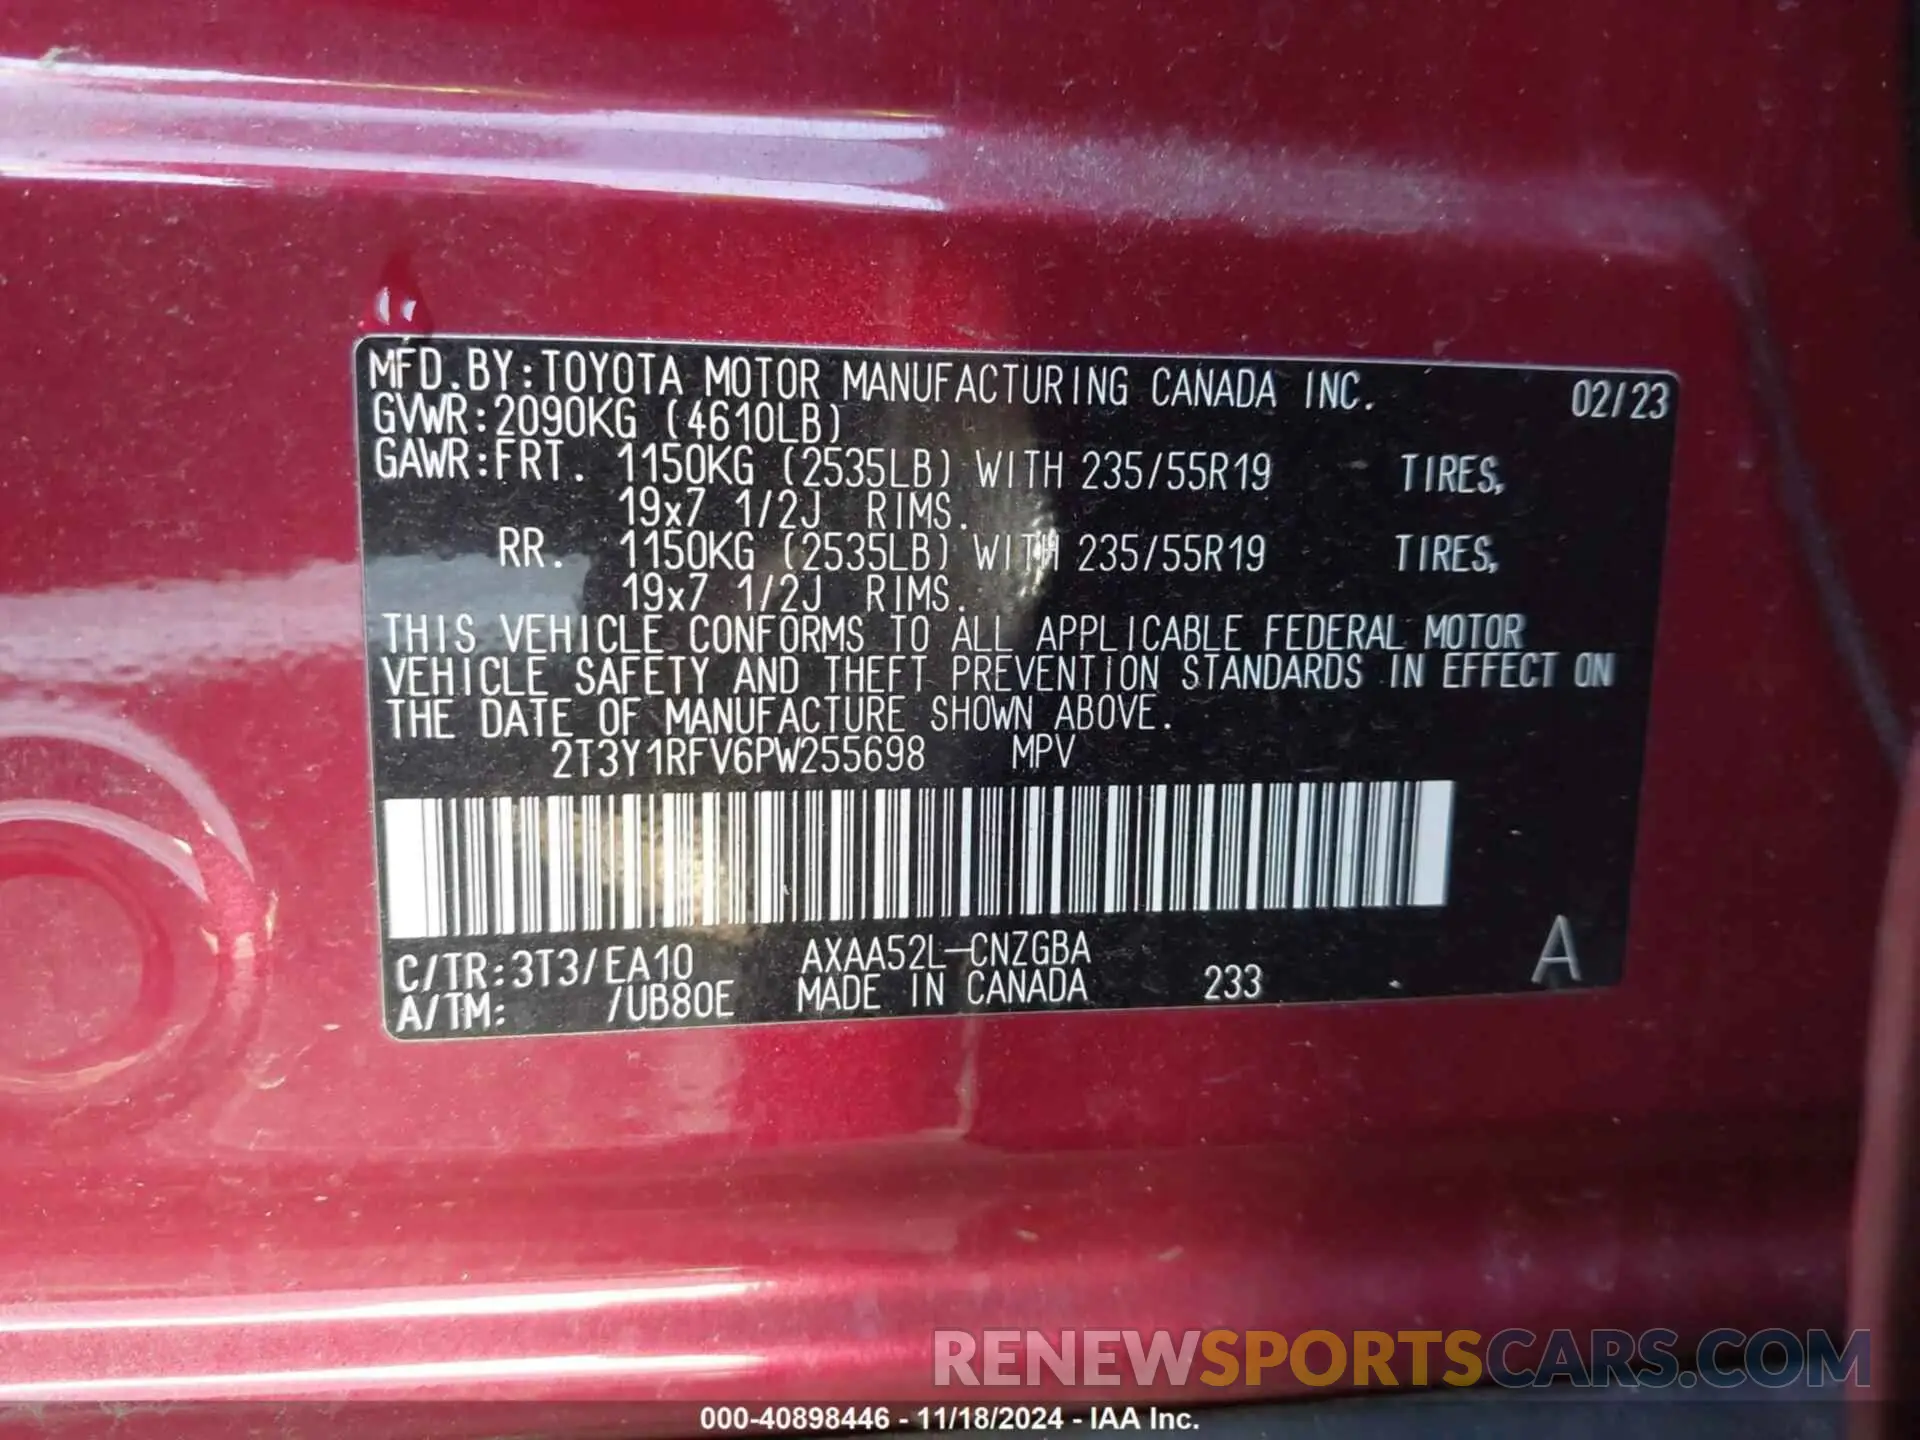 MFD.BY:TOYOTA MOTOR MANUFACTURING CANADA INC. 02/23
GVWR:2090KG (4610LB)
GAWR:FRT. 1150KG (2535LB) WITH 235/55R19 TIRES,
19x7 1/2J RIMS.
RR. 1150KG (2535LB) WITH 235/55R19 TIRES,
19x7 1/2J RIMS.
THIS VEHICLE CONFORMS TO ALL APPLICABLE FEDERAL MOTOR
VEHICLE SAFETY AND THEFT PREVENTION STANDARDS IN EFFECT ON
THE DATE OF MANUFACTURE SHOWN ABOVE.
2T3Y1RFV6PW255698 MPV
C/TR:3T3/EA10 AXAA52L-CNZGBA
A/TM: /UB80E MADE IN CANADA 233 A
RENEWSPORTSCARS.COM
000-40898446 - 11/18/2024 - IAA Inc.